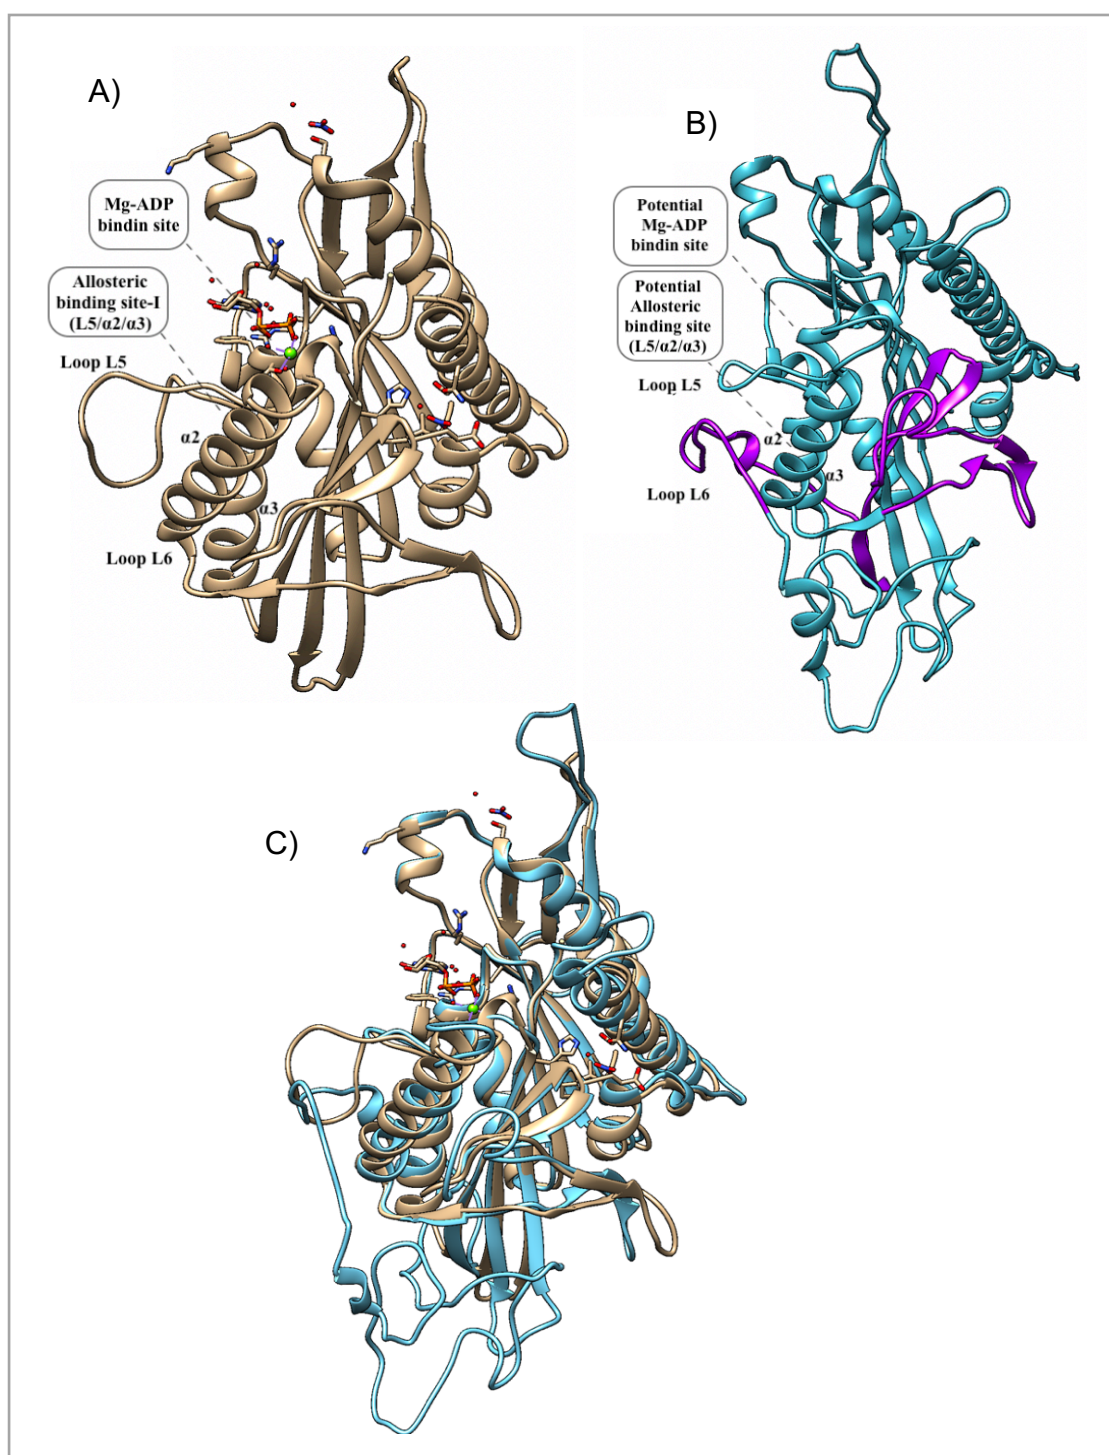 A)
Mg-ADP
bindin site
Allosteric
binding site-I
(L5/α2/α3)
Loop L5
α2
α3
Loop L6
B)
Potential
Mg-ADP
bindin site
Potential
Allosteric
binding site
(L5/α2/α3)
Loop L5
α2
α3
Loop L6
C)